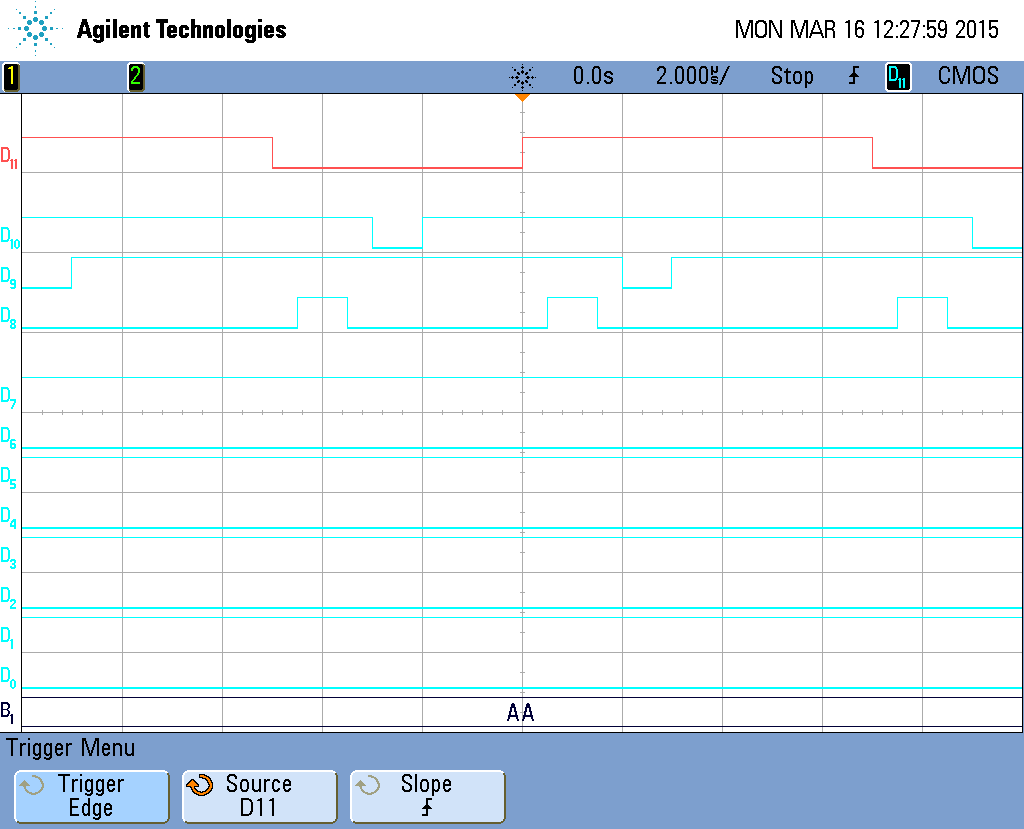 Agilent Technologies
MON MAR 16 12:27:59 2015
1 2 0.0s 2.000µs/ Stop D11 CMOS
D11
D10
D9
D8
D7
D6
D5
D4
D3
D2
D1
D0
B1 AA
Trigger Menu
Trigger
Edge
Source
D11
Slope